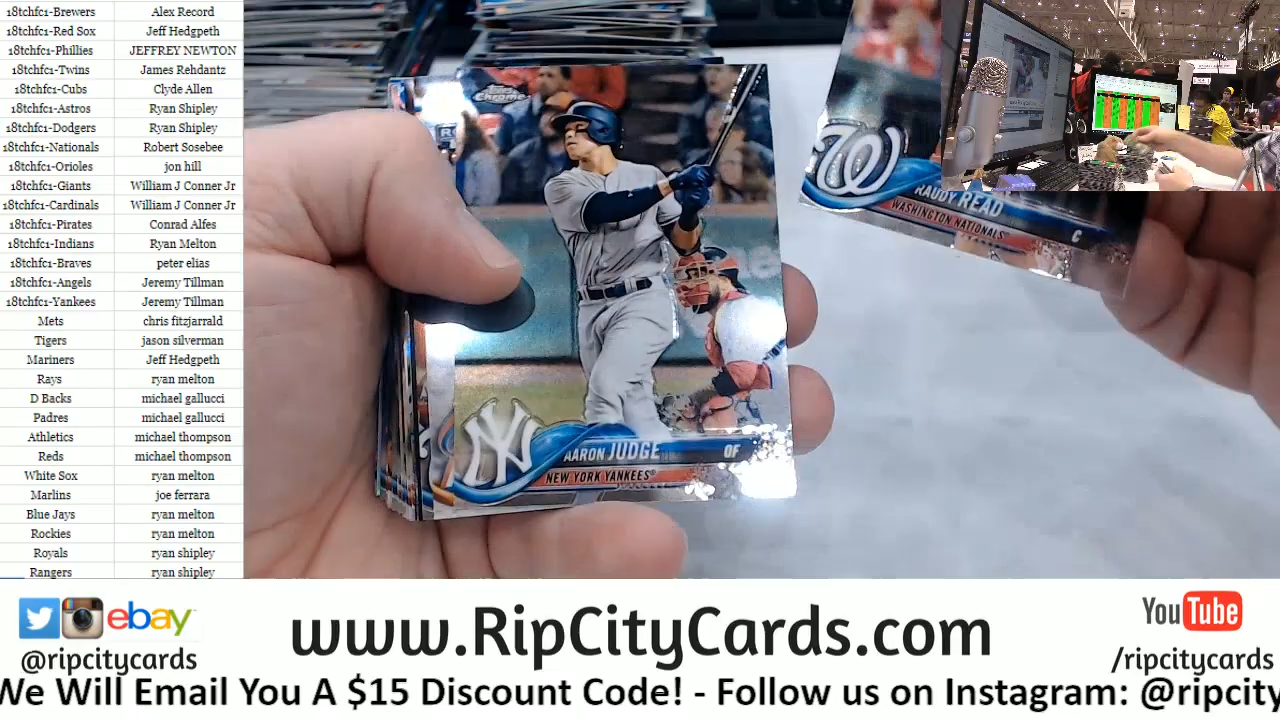 18tchfc1-Brewers Alex Record
18tchfc1-Red Sox Jeff Hedgpeth
18tchfc1-Phillies JEFFREY NEWTON
18tchfc1-Twins James Rehdantz
18tchfc1-Cubs Clyde Allen
18tchfc1-Astros Ryan Shipley
18tchfc1-Dodgers Ryan Shipley
18tchfc1-Nationals Robert Sosebee
18tchfc1-Orioles jon hill
18tchfc1-Giants William J Conner Jr
18tchfc1-Cardinals William J Conner Jr
18tchfc1-Pirates Conrad Alfes
18tchfc1-Indians Ryan Melton
18tchfc1-Braves peter elias
18tchfc1-Angels Jeremy Tillman
18tchfc1-Yankees Jeremy Tillman
Mets chris fitzjarrald
Tigers jason silverman
Mariners Jeff Hedgpeth
Rays ryan melton
D Backs michael gallucci
Padres michael gallucci
Athletics michael thompson
Reds michael thompson
White Sox ryan melton
Marlins joe ferrara
Blue Jays ryan melton
Rockies ryan melton
Royals ryan shipley
Rangers ryan shipley
Topps Chrome
NY
AARON JUDGE OF
NEW YORK YANKEES®
W
RAUDY READ
WASHINGTON NATIONALS® C
ebay
@ripcitycards
www.RipCityCards.com
YouTube
/ripcitycards
We Will Email You A $15 Discount Code! - Follow us on Instagram: @ripcity